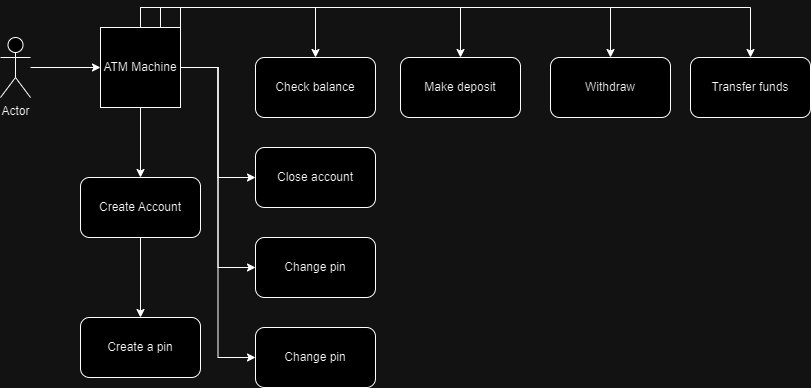 ATM Machine
Actor
Check balance
Make deposit
Withdraw
Transfer funds
Close account
Create Account
Change pin
Create a pin
Change pin